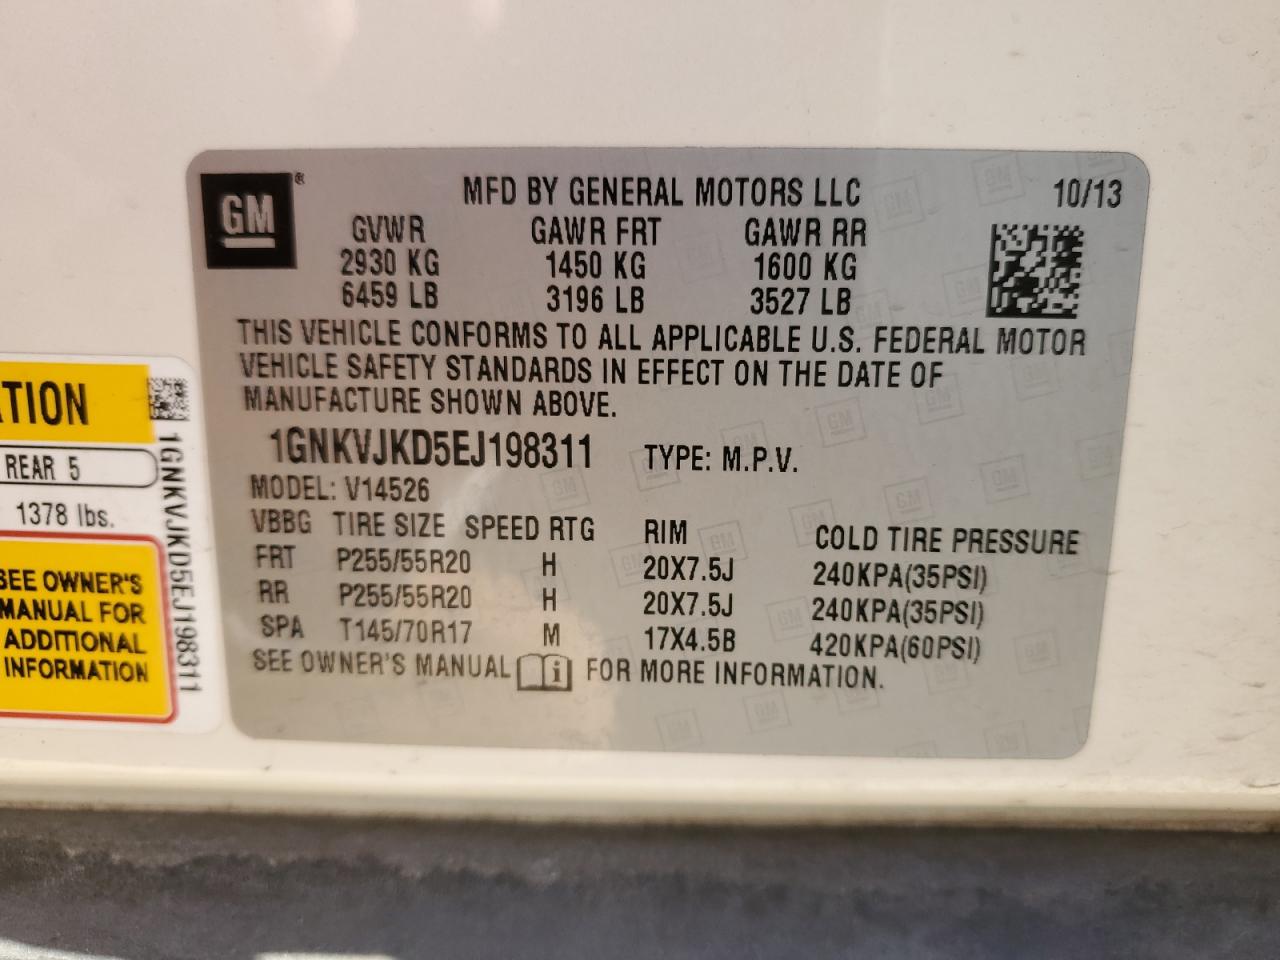 GM ®
MFD BY GENERAL MOTORS LLC 10/13
GVWR GAWR FRT GAWR RR
2930 KG 1450 KG 1600 KG
6459 LB 3196 LB 3527 LB
THIS VEHICLE CONFORMS TO ALL APPLICABLE U.S. FEDERAL MOTOR
VEHICLE SAFETY STANDARDS IN EFFECT ON THE DATE OF
MANUFACTURE SHOWN ABOVE.
1GNKVJKD5EJ198311 TYPE: M.P.V.
MODEL: V14526
VBBG TIRE SIZE SPEED RTG RIM COLD TIRE PRESSURE
FRT P255/55R20 H 20X7.5J 240KPA(35PSI)
RR P255/55R20 H 20X7.5J 240KPA(35PSI)
SPA T145/70R17 M 17X4.5B 420KPA(60PSI)
SEE OWNER'S MANUAL i FOR MORE INFORMATION.
TION
REAR 5
1378 lbs.
SEE OWNER'S
MANUAL FOR
ADDITIONAL
INFORMATION
1GNKVJKD5EJ198311